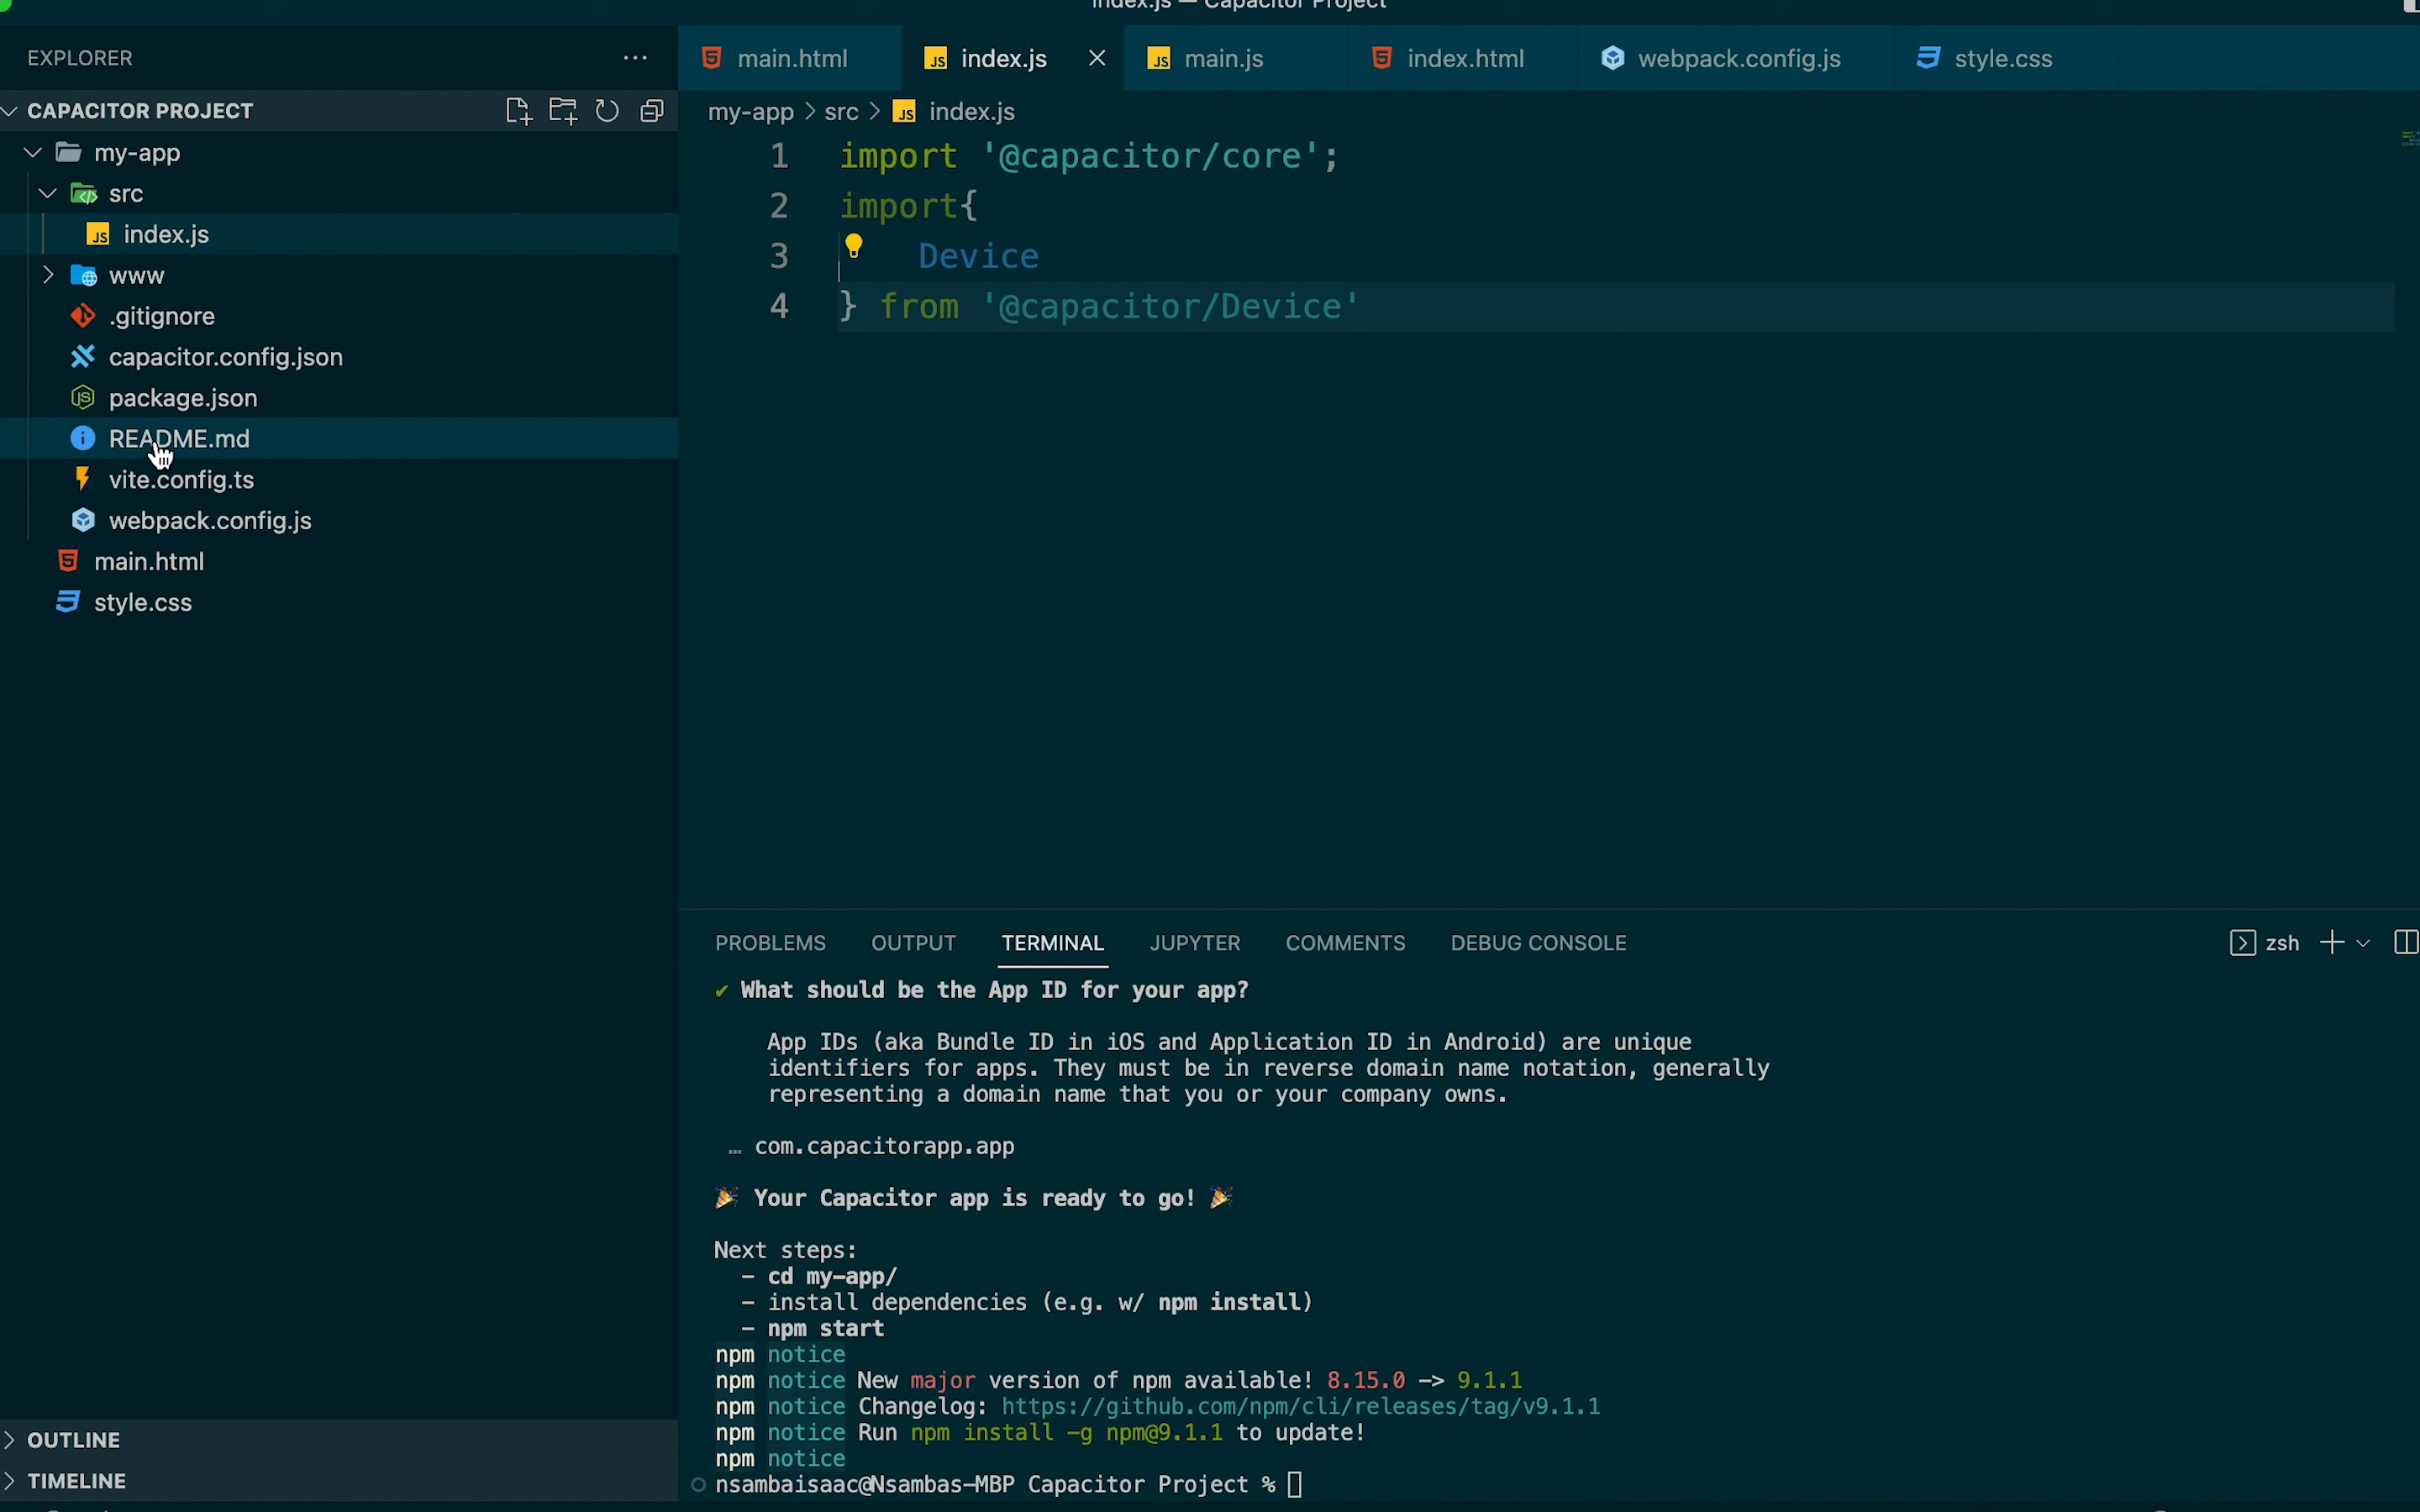 index.js — Capacitor Project
EXPLORER
CAPACITOR PROJECT
my-app
src
index.js
www
.gitignore
capacitor.config.json
package.json
README.md
vite.config.ts
webpack.config.js
main.html
style.css
OUTLINE
TIMELINE
main.html
index.js
main.js
index.html
webpack.config.js
style.css
my-app > src > JS index.js
1 import '@capacitor/core';
2 import{
3 Device
4 } from '@capacitor/Device'
PROBLEMS OUTPUT TERMINAL JUPYTER COMMENTS DEBUG CONSOLE
zsh
✔ What should be the App ID for your app?
App IDs (aka Bundle ID in iOS and Application ID in Android) are unique
identifiers for apps. They must be in reverse domain name notation, generally
representing a domain name that you or your company owns.
… com.capacitorapp.app
🎉 Your Capacitor app is ready to go! 🎉
Next steps:
– cd my-app/
– install dependencies (e.g. w/ npm install)
– npm start
npm notice
npm notice New major version of npm available! 8.15.0 -> 9.1.1
npm notice Changelog: https://github.com/npm/cli/releases/tag/v9.1.1
npm notice Run npm install -g npm@9.1.1 to update!
npm notice
nsambaisaac@Nsambas-MBP Capacitor Project %